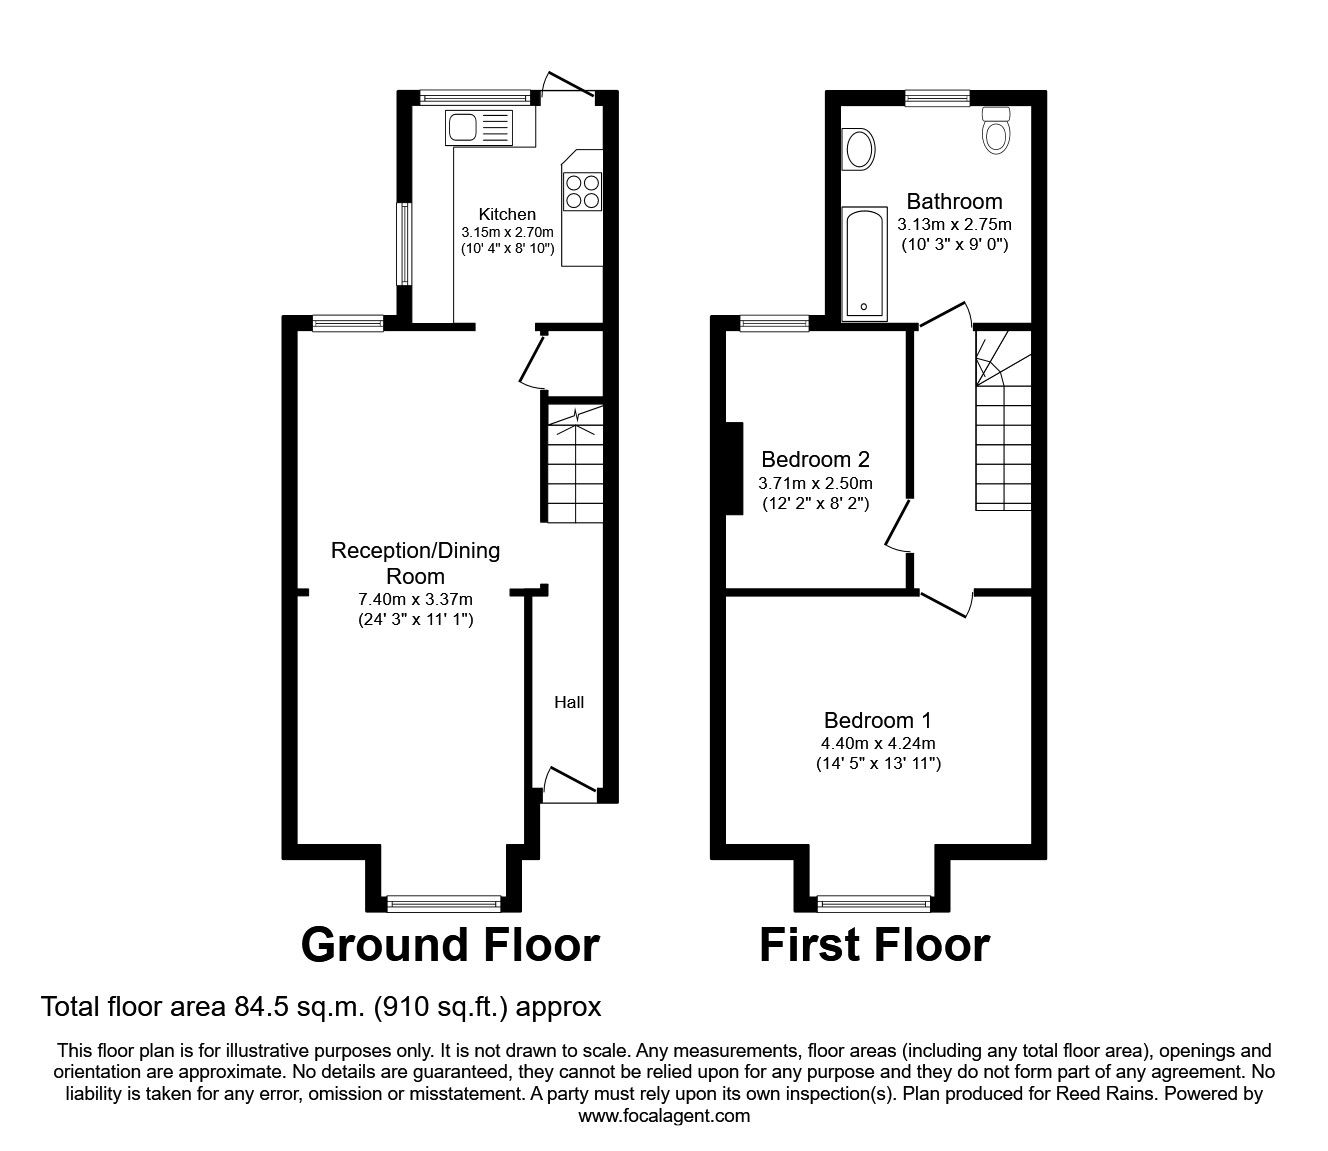 Kitchen
3.15m x 2.70m
(10' 4" x 8' 10")
Reception/Dining
Room
7.40m x 3.37m
(24' 3" x 11' 1")
Hall
Ground Floor
Bathroom
3.13m x 2.75m
(10' 3" x 9' 0")
Bedroom 2
3.71m x 2.50m
(12' 2" x 8' 2")
Bedroom 1
4.40m x 4.24m
(14' 5" x 13' 11")
First Floor
Total floor area 84.5 sq.m. (910 sq.ft.) approx
This floor plan is for illustrative purposes only. It is not drawn to scale. Any measurements, floor areas (including any total floor area), openings and
orientation are approximate. No details are guaranteed, they cannot be relied upon for any purpose and they do not form part of any agreement. No
liability is taken for any error, omission or misstatement. A party must rely upon its own inspection(s). Plan produced for Reed Rains. Powered by
www.focalagent.com